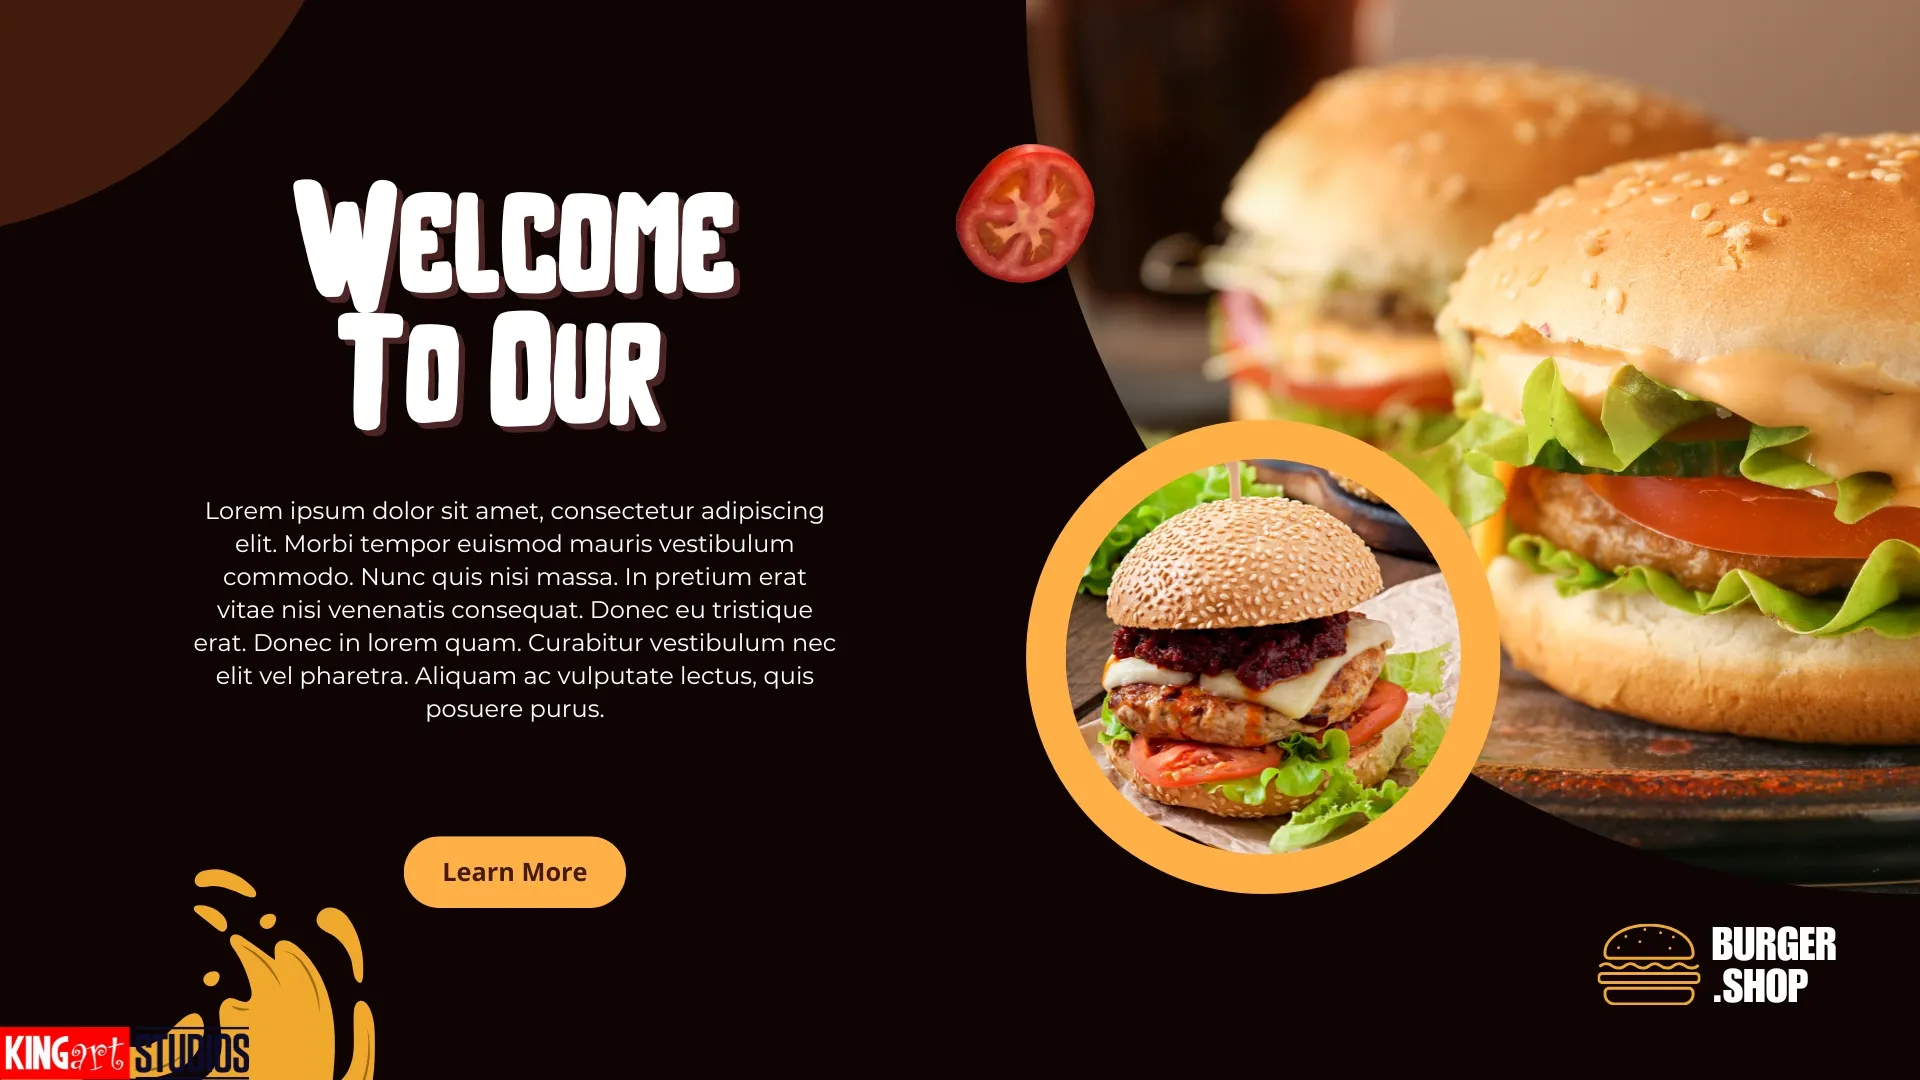 WELCOME
TO OUR
Lorem ipsum dolor sit amet, consectetur adipiscing
elit. Morbi tempor euismod mauris vestibulum
commodo. Nunc quis nisi massa. In pretium erat
vitae nisi venenatis consequat. Donec eu tristique
erat. Donec in lorem quam. Curabitur vestibulum nec
elit vel pharetra. Aliquam ac vulputate lectus, quis
posuere purus.
Learn More
BURGER
.SHOP
KINGart STUDIOS